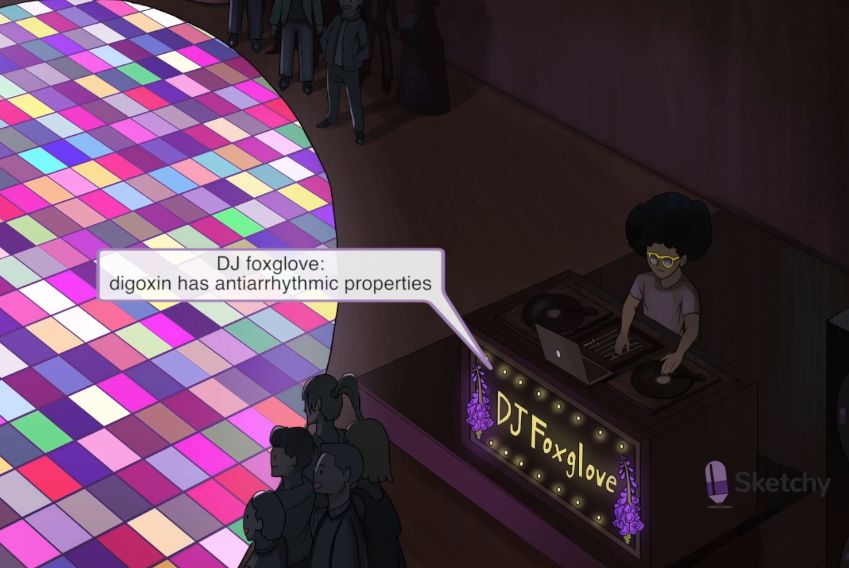 DJ foxglove:
digoxin has antiarrhythmic properties
DJ Foxglove
Sketchy